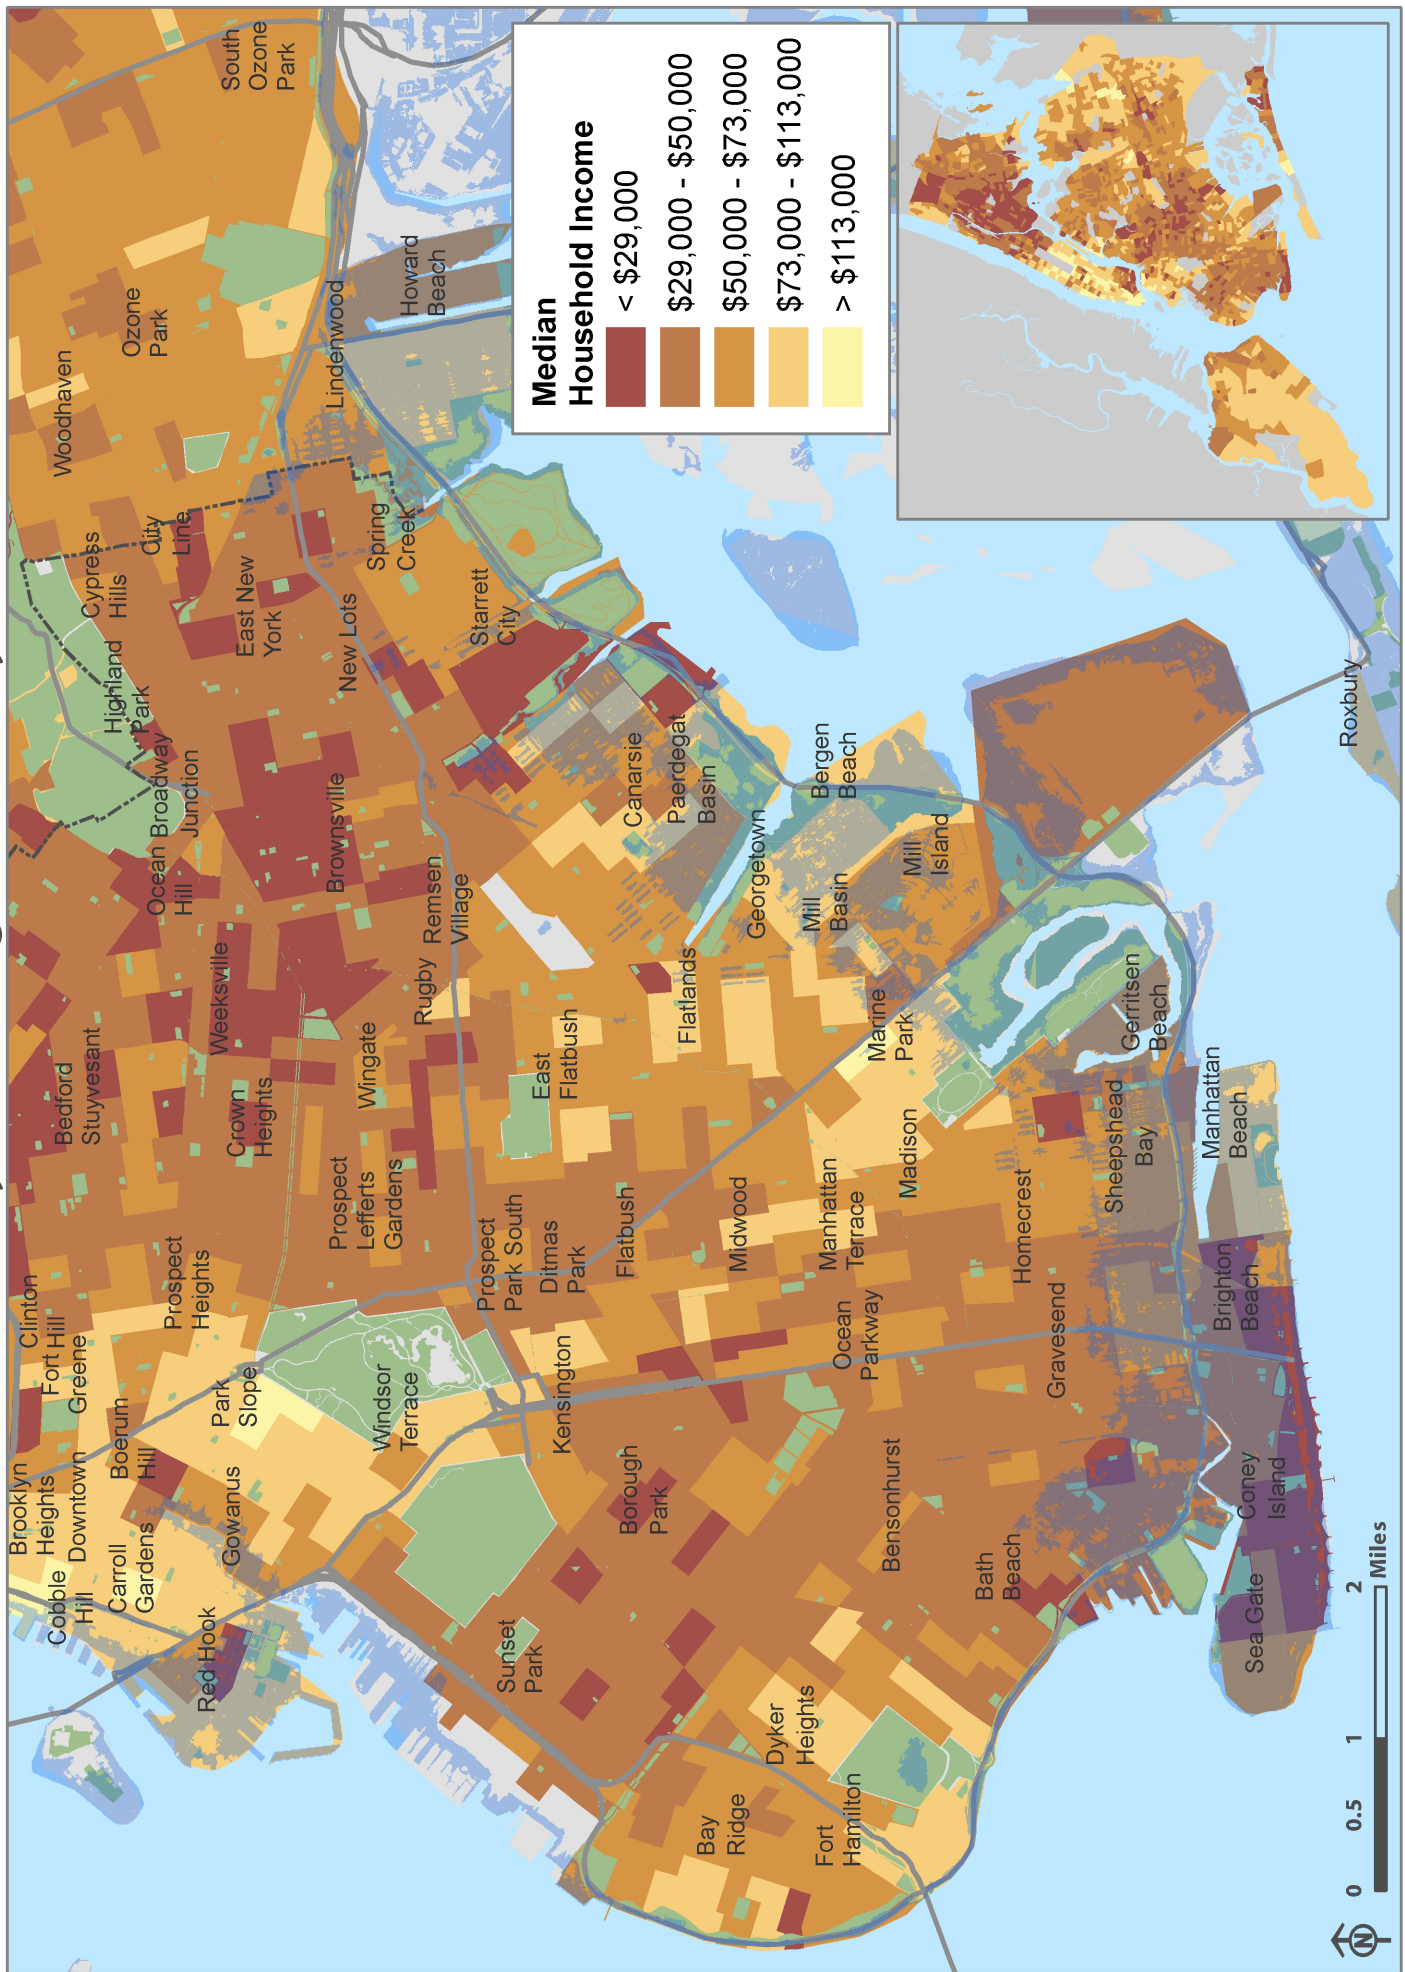 Brooklyn
Heights
Downtown
Cobble
Hill
Clinton
Hill
Fort
Greene
Boerum
Hill
Carroll
Gardens
Gowanus
Red Hook
Park
Slope
Prospect
Heights
Bedford
Stuyvesant
Crown
Heights
Weeksville
Ocean
Hill
Broadway
Junction
Highland
Park
Cypress
Hills
City
Line
Woodhaven
Ozone
Park
South
Ozone
Park
East New
York
New Lots
Brownsville
Wingate
Prospect
Lefferts
Gardens
Windsor
Terrace
Rugby
Remsen
Village
Spring
Creek
Starrett
City
Lindenwood
Howard
Beach
Prospect
Park South
Ditmas
Park
East
Flatbush
Kensington
Sunset
Park
Borough
Park
Flatbush
Flatlands
Canarsie
Paerdegat
Basin
Georgetown
Midwood
Bergen
Beach
Mill
Basin
Mill
Island
Marine
Park
Madison
Manhattan
Terrace
Ocean
Parkway
Bay
Ridge
Dyker
Heights
Fort
Hamilton
Bensonhurst
Bath
Beach
Gravesend
Homecrest
Sheepshead
Bay
Gerritsen
Beach
Manhattan
Beach
Brighton
Beach
Coney
Island
Sea Gate
Roxbury
Median
Household Income
< $29,000
$29,000 - $50,000
$50,000 - $73,000
$73,000 - $113,000
> $113,000
N
0 0.5 1 2
Miles